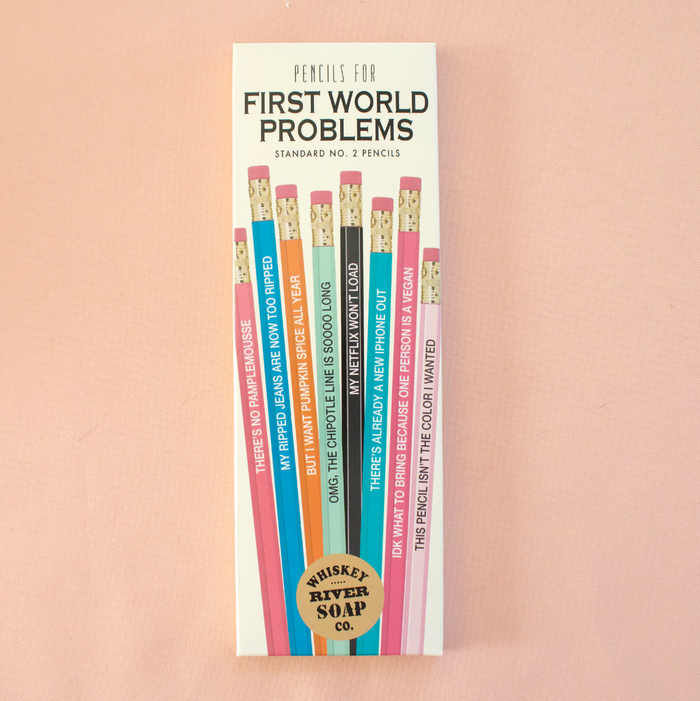 PENCILS FOR
FIRST WORLD
PROBLEMS
STANDARD NO. 2 PENCILS
THERE'S NO PAMPLEMOUSSE
MY RIPPED JEANS ARE NOW TOO RIPPED
BUT I WANT PUMPKIN SPICE ALL YEAR
OMG, THE CHIPOTLE LINE IS SOOOO LONG
MY NETFLIX WON'T LOAD
THERE'S ALREADY A NEW IPHONE OUT
IDK WHAT TO BRING BECAUSE ONE PERSON IS A VEGAN
THIS PENCIL ISN'T THE COLOR I WANTED
WHISKEY
RIVER
SOAP
CO.